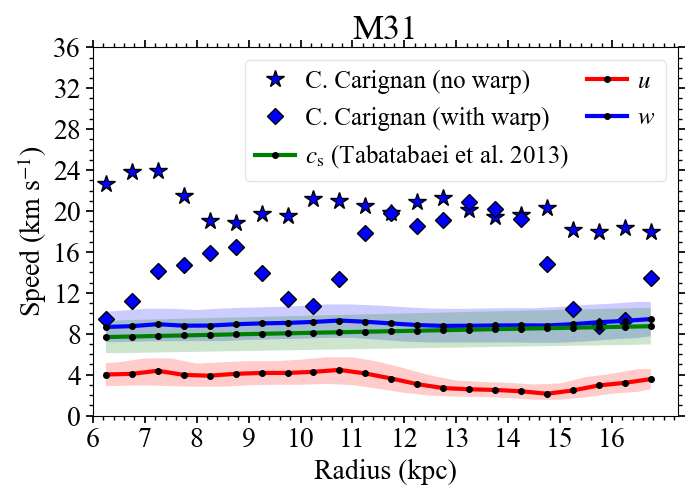 M31
36
32
28
24
20
16
12
8
4
0
Speed (km s⁻¹)
C. Carignan (no warp)
C. Carignan (with warp)
cₛ (Tabatabaei et al. 2013)
u
w
6 7 8 9 10 11 12 13 14 15 16
Radius (kpc)